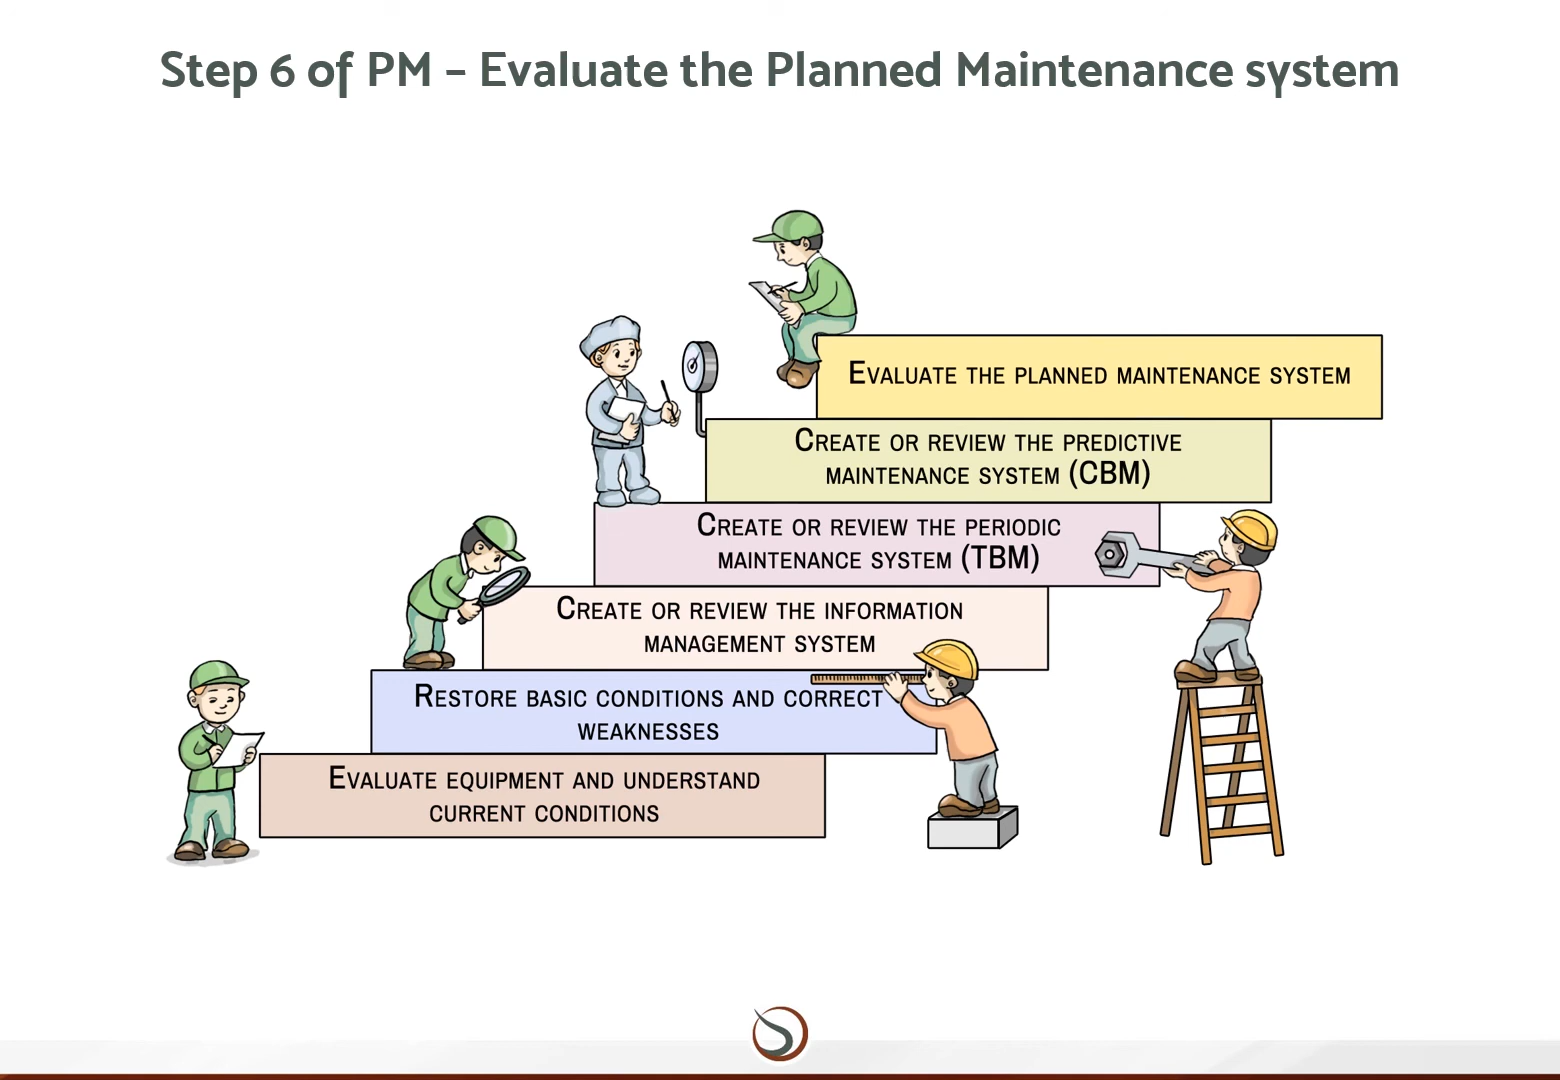 Step 6 of PM – Evaluate the Planned Maintenance system
Evaluate the planned maintenance system
Create or review the predictive
maintenance system (CBM)
Create or review the periodic
maintenance system (TBM)
Create or review the information
management system
Restore basic conditions and correct
weaknesses
Evaluate equipment and understand
current conditions